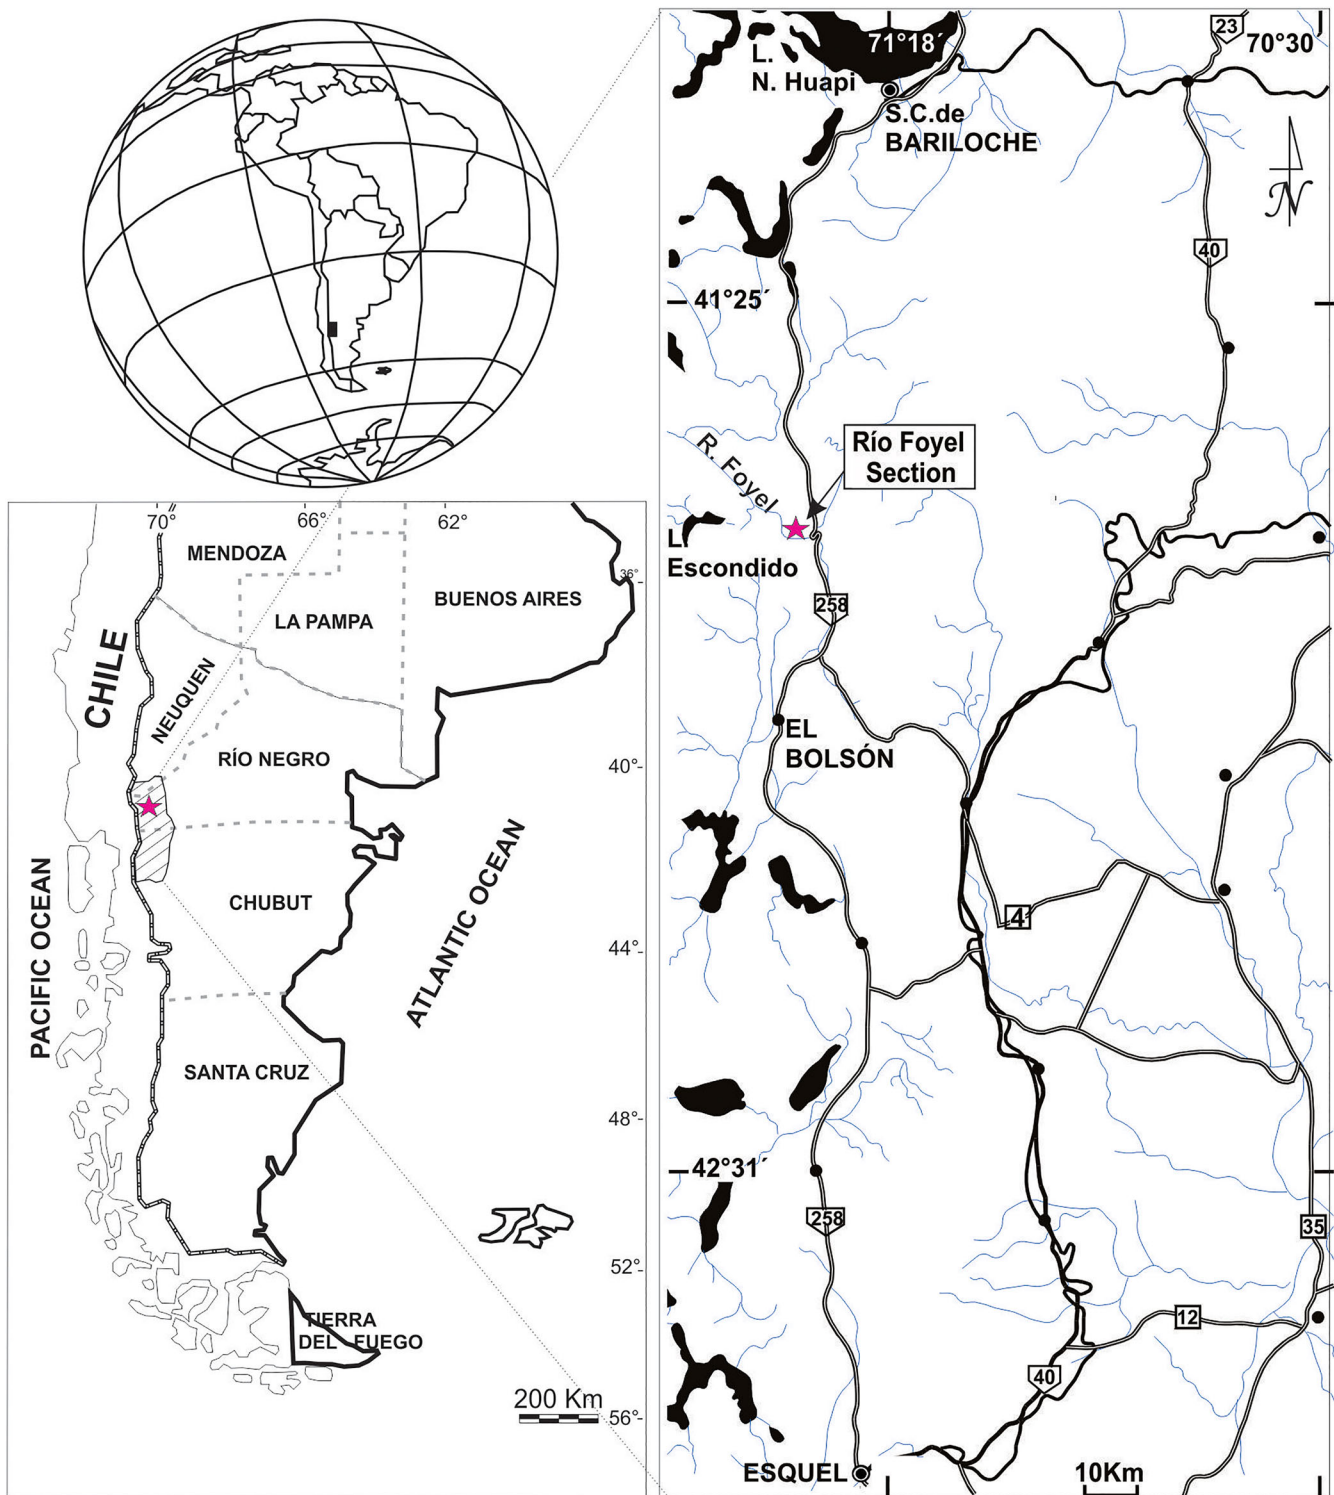 70°
66°
62°
MENDOZA
36°
LA PAMPA
BUENOS AIRES
CHILE
NEUQUEN
RÍO NEGRO
40°
PACIFIC OCEAN
CHUBUT
ATLANTIC OCEAN
44°
SANTA CRUZ
48°
52°
TIERRA
DEL FUEGO
200 Km
56°
71°18´
23
70°30´
L.
N. Huapi
S.C.de
BARILOCHE
N
40
41°25´
R. Foyel
Río Foyel
Section
L.
Escondido
258
EL
BOLSÓN
4
42°31´
258
35
12
40
ESQUEL
10Km